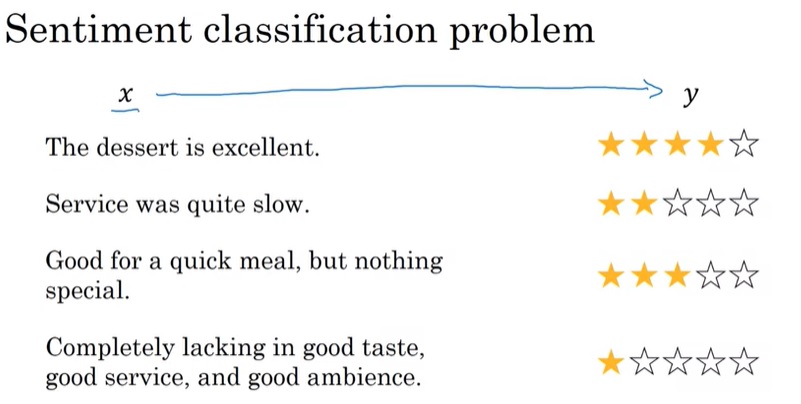 Sentiment classification problem
x y
The dessert is excellent.
Service was quite slow.
Good for a quick meal, but nothing
special.
Completely lacking in good taste,
good service, and good ambience.